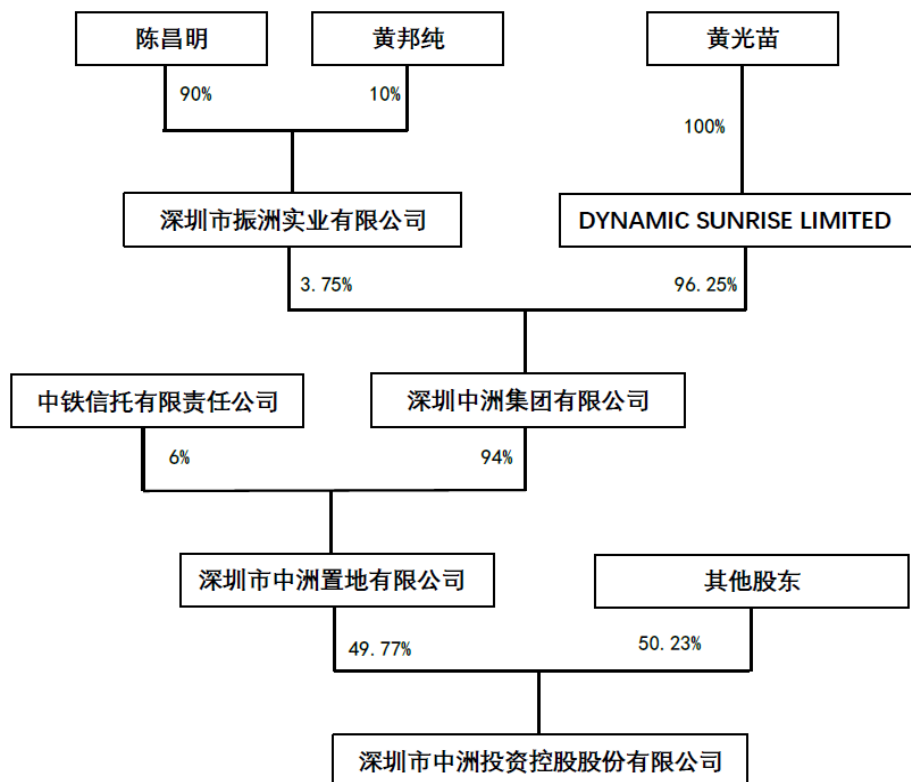 陈昌明
黄邦纯
黄光苗
90%
10%
100%
深圳市振洲实业有限公司
DYNAMIC SUNRISE LIMITED
3.75%
96.25%
中铁信托有限责任公司
深圳中洲集团有限公司
6%
94%
深圳市中洲置地有限公司
其他股东
49.77%
50.23%
深圳市中洲投资控股股份有限公司